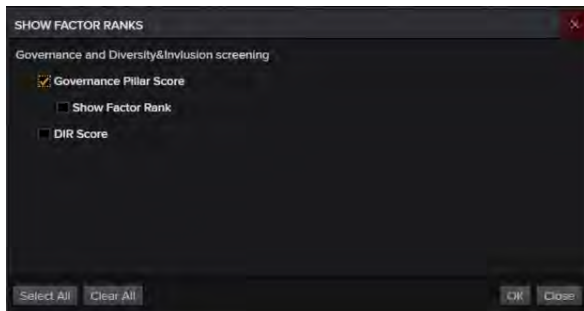 SHOW FACTOR RANKS
Governance and Diversity&Invlusion screening
Governance Pillar Score
Show Factor Rank
DIR Score
Select All Clear All OK Close